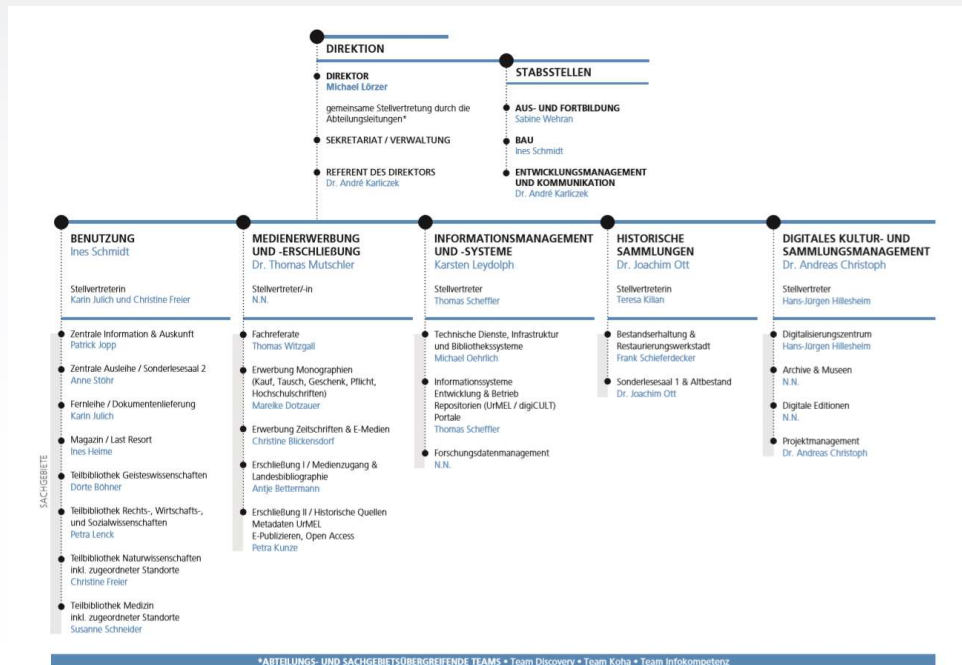 DIREKTION
DIREKTOR
Michael Lörzer
gemeinsame Stellvertretung durch die
Abteilungsleitungen*
SEKRETARIAT / VERWALTUNG
REFERENT DES DIREKTORS
Dr. André Karliczek
STABSSTELLEN
AUS- UND FORTBILDUNG
Sabine Wehran
BAU
Ines Schmidt
ENTWICKLUNGSMANAGEMENT
UND KOMMUNIKATION
Dr. André Karliczek
SACHGEBIETE
BENUTZUNG
Ines Schmidt
Stellvertreterin
Karin Julich und Christine Freier
Zentrale Information & Auskunft
Patrick Jopp
Zentrale Ausleihe / Sonderlesesaal 2
Anne Stöhr
Fernleihe / Dokumentenlieferung
Karin Julich
Magazin / Last Resort
Ines Helme
Teilbibliothek Geisteswissenschaften
Dörte Böhner
Teilbibliothek Rechts-, Wirtschafts-,
und Sozialwissenschaften
Petra Lenck
Teilbibliothek Naturwissenschaften
inkl. zugeordneter Standorte
Christine Freier
Teilbibliothek Medizin
inkl. zugeordneter Standorte
Susanne Schneider
MEDIENERWERBUNG
UND -ERSCHLIEßUNG
Dr. Thomas Mutschler
Stellvertreter/-in
N.N.
Fachreferate
Thomas Witzgall
Erwerbung Monographien
(Kauf, Tausch, Geschenk, Pflicht,
Hochschulschriften)
Mareike Dotzauer
Erwerbung Zeitschriften & E-Medien
Christine Blickensdorf
Erschließung I / Medienzugang &
Landesbibliographie
Antje Bettermann
Erschließung II / Historische Quellen
Metadaten UrMEL
E-Publizieren, Open Access
Petra Kunze
INFORMATIONSMANAGEMENT
UND -SYSTEME
Karsten Leydolph
Stellvertreter
Thomas Scheffler
Technische Dienste, Infrastruktur
und Bibliothekssysteme
Michael Oehrlich
Informationssysteme
Entwicklung & Betrieb
Repositorien (UrMEL / digiCULT)
Portale
Thomas Scheffler
Forschungsdatenmanagement
N.N.
HISTORISCHE
SAMMLUNGEN
Dr. Joachim Ott
Stellvertreterin
Teresa Kilian
Bestandserhaltung &
Restaurierungswerkstadt
Frank Schieferdecker
Sonderlesesaal 1 & Altbestand
Dr. Joachim Ott
DIGITALES KULTUR- UND
SAMMLUNGSMANAGEMENT
Dr. Andreas Christoph
Stellvertreter
Hans-Jürgen Hillesheim
Digitalisierungszentrum
Hans-Jürgen Hillesheim
Archive & Museen
N.N.
Digitale Editionen
N.N.
Projektmanagement
Dr. Andreas Christoph
*ABTEILUNGS- UND SACHGEBIETSÜBERGREIFENDE TEAMS • Team Discovery • Team Koha • Team Infokompetenz